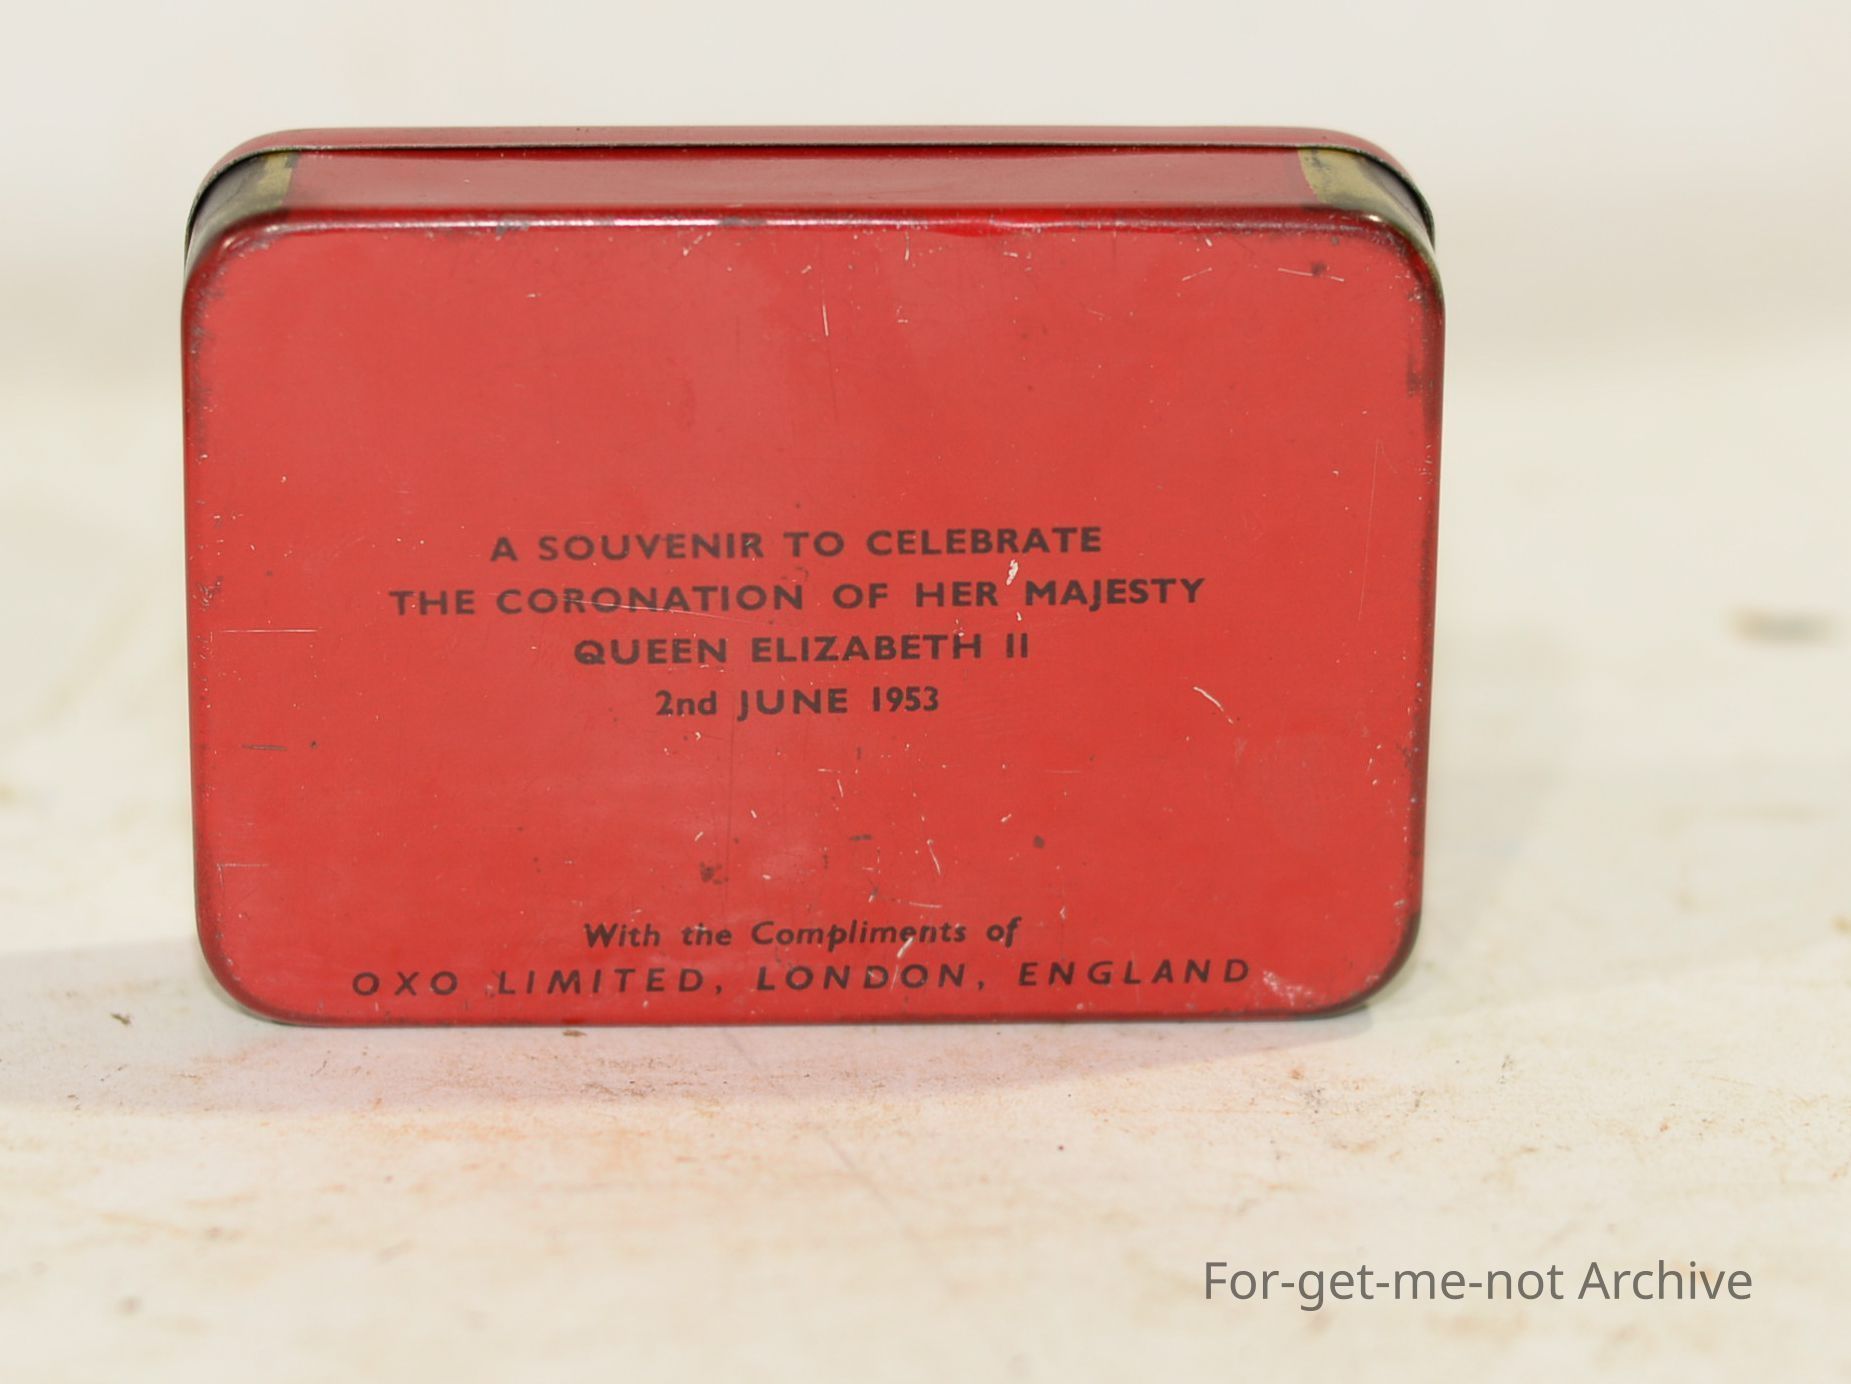 A SOUVENIR TO CELEBRATE
THE CORONATION OF HER MAJESTY
QUEEN ELIZABETH II
2nd JUNE 1953
With the Compliments of
OXO LIMITED, LONDON, ENGLAND
For-get-me-not Archive